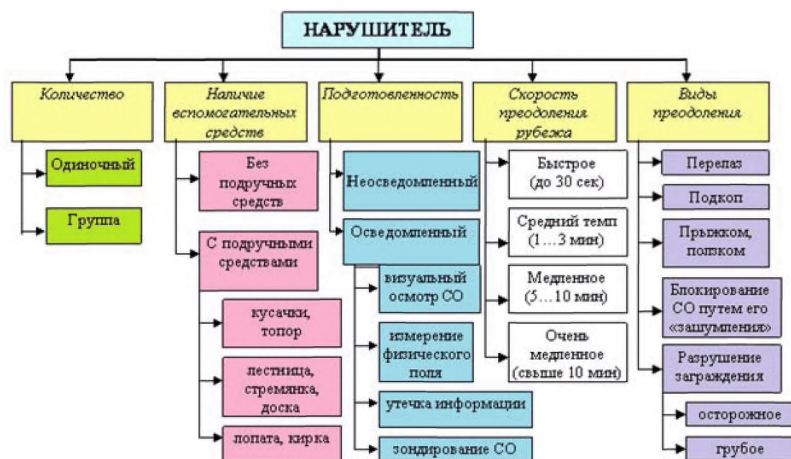 НАРУШИТЕЛЬ
Количество
Одиночный
Группа
Наличие
вспомогательных
средств
Без
подручных
средств
С подручными
средствами
кусачки,
топор
лестница,
стремянка,
доска
лопата, кирка
Подготовленность
Неосведомленный
Осведомленный
визуальный
осмотр СО
измерение
физического
поля
утечка информации
зондирование СО
Скорость
преодоления
рубежа
Быстрое
(до 30 сек)
Средний темп
(1...3 мин)
Медленное
(5...10 мин)
Очень
медленное
(свыше 10 мин)
Виды
преодоления
Перелаз
Подкоп
Прыжком,
ползком
Блокирование
СО путем его
«зашумления»
Разрушение
заграждения
осторожное
грубое